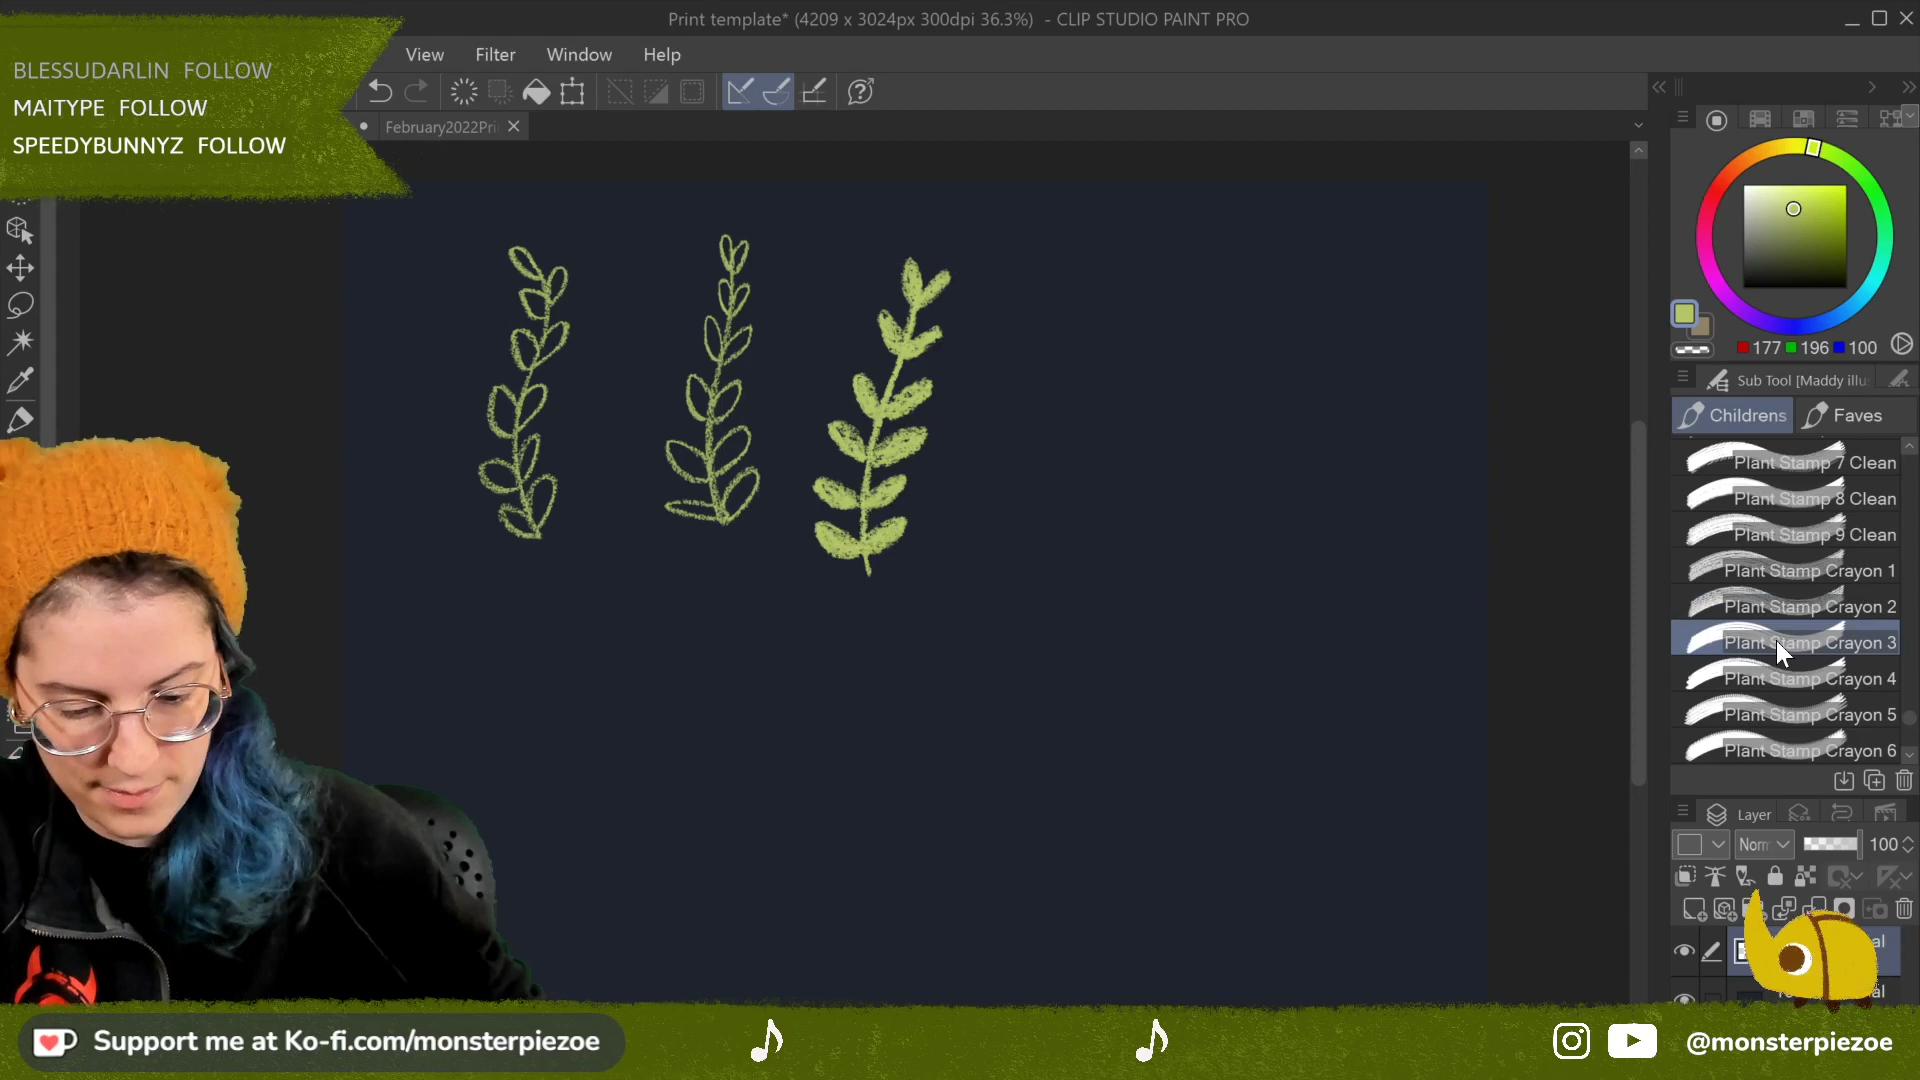 Print template* (4209 x 3024px 300dpi 36.3%) - CLIP STUDIO PAINT PRO
BLESSUDARLIN FOLLOW
MAITYPE FOLLOW
SPEEDYBUNNYZ FOLLOW
View Filter Window Help
February2022Pri
177 196 100
Sub Tool [Maddy illu
Childrens Faves
Plant Stamp 7 Clean
Plant Stamp 8 Clean
Plant Stamp 9 Clean
Plant Stamp Crayon 1
Plant Stamp Crayon 2
Plant Stamp Crayon 3
Plant Stamp Crayon 4
Plant Stamp Crayon 5
Plant Stamp Crayon 6
Layer
Norm 100
al
al
Support me at Ko-fi.com/monsterpiezoe
@monsterpiezoe